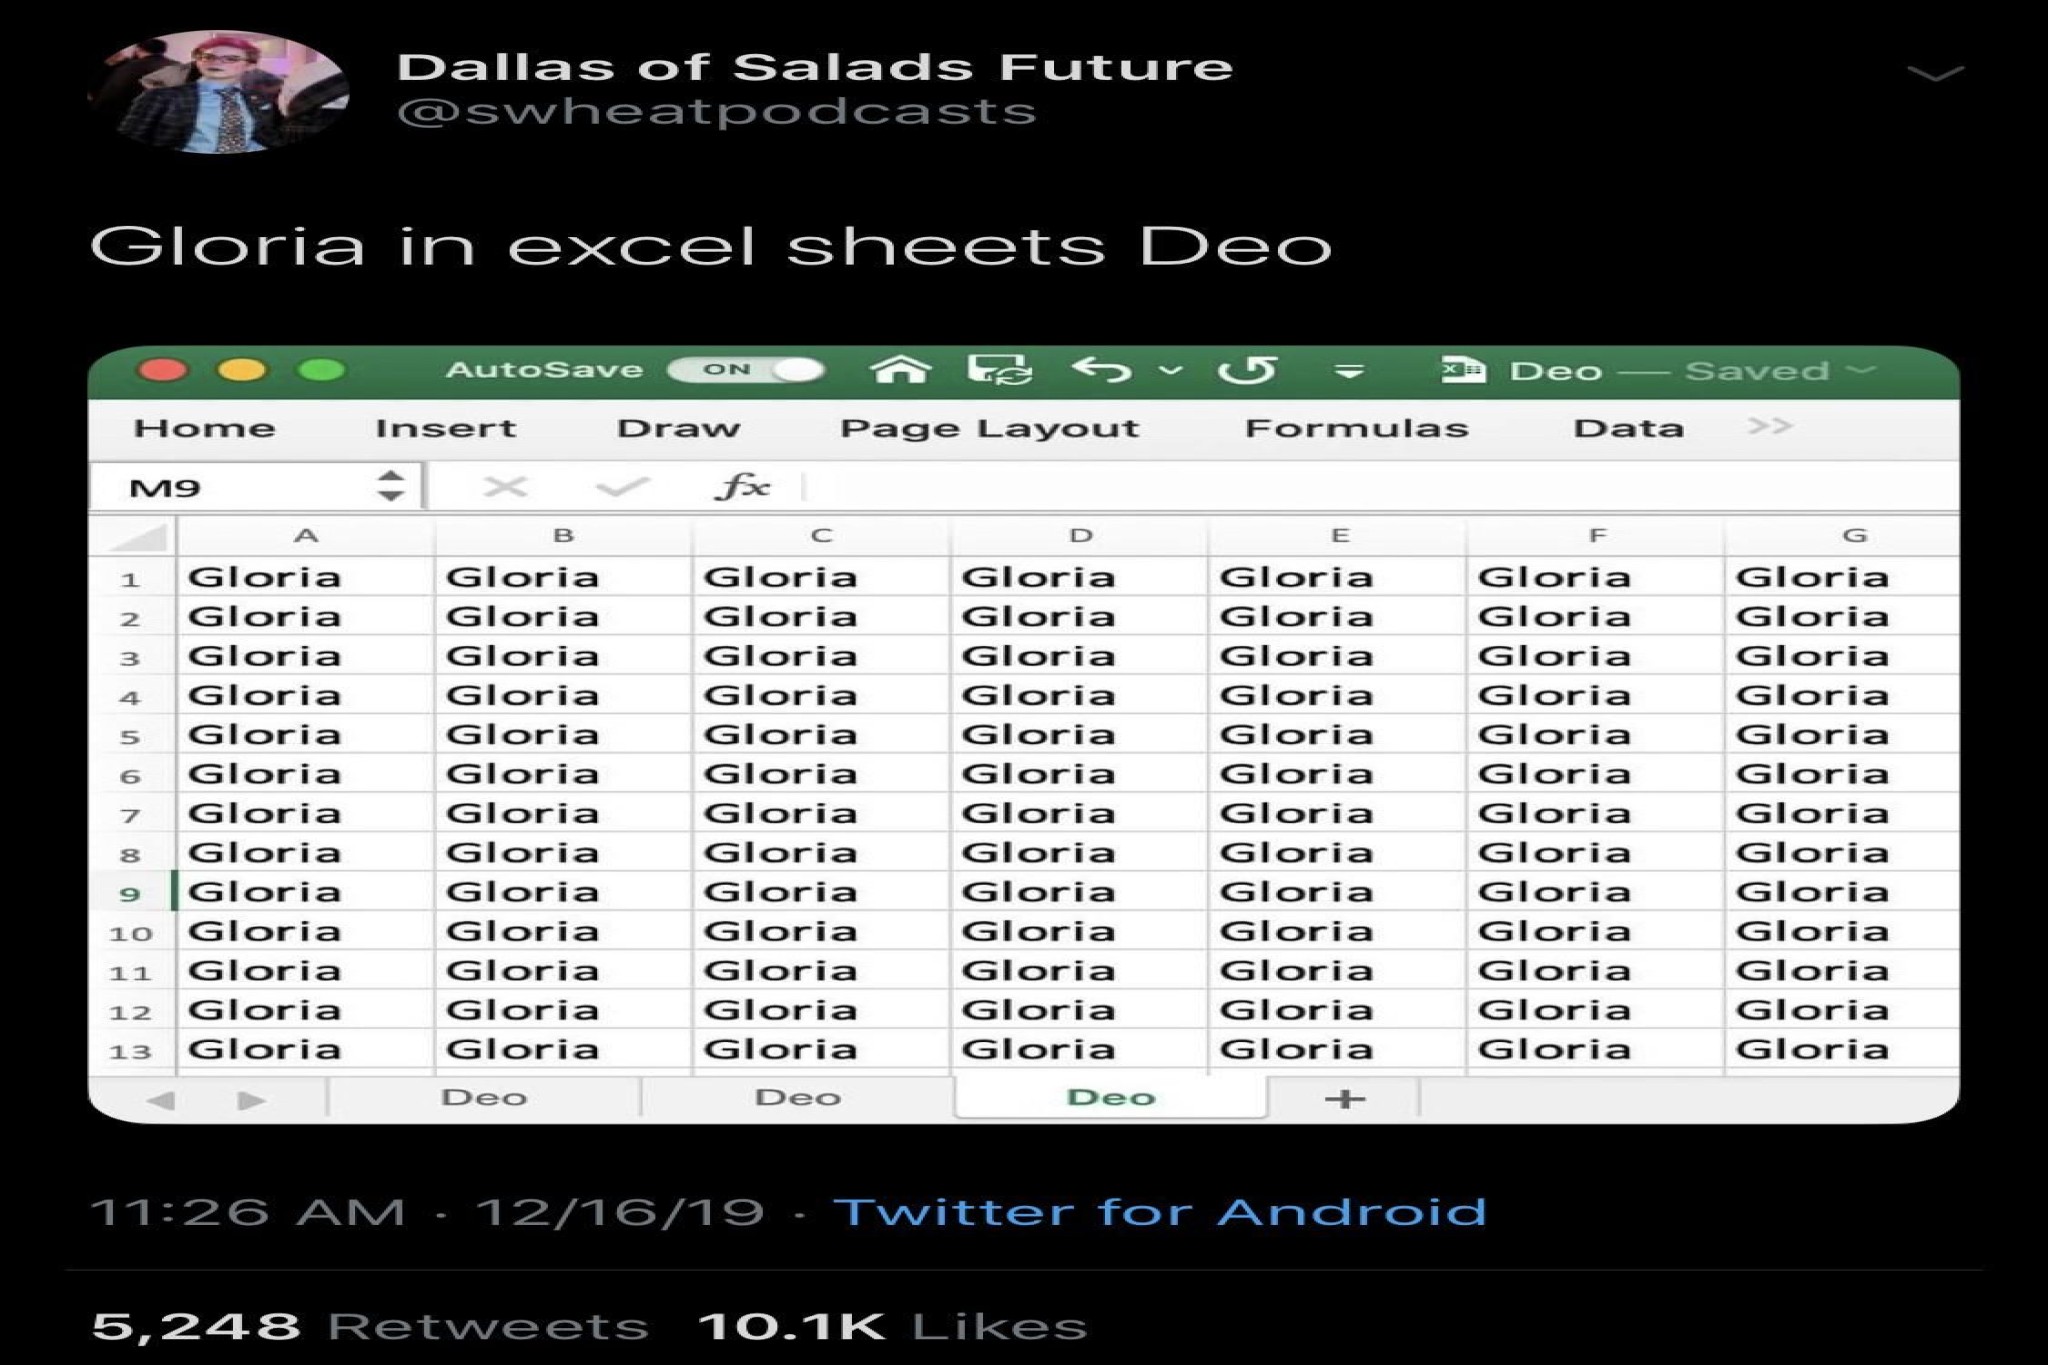 Dallas of Salads Future
@swheatpodcasts
Gloria in excel sheets Deo
AutoSave ON Deo — Saved
Home Insert Draw Page Layout Formulas Data >>
M9 fx
A B C D E F G
1 Gloria Gloria Gloria Gloria Gloria Gloria Gloria
2 Gloria Gloria Gloria Gloria Gloria Gloria Gloria
3 Gloria Gloria Gloria Gloria Gloria Gloria Gloria
4 Gloria Gloria Gloria Gloria Gloria Gloria Gloria
5 Gloria Gloria Gloria Gloria Gloria Gloria Gloria
6 Gloria Gloria Gloria Gloria Gloria Gloria Gloria
7 Gloria Gloria Gloria Gloria Gloria Gloria Gloria
8 Gloria Gloria Gloria Gloria Gloria Gloria Gloria
9 Gloria Gloria Gloria Gloria Gloria Gloria Gloria
10 Gloria Gloria Gloria Gloria Gloria Gloria Gloria
11 Gloria Gloria Gloria Gloria Gloria Gloria Gloria
12 Gloria Gloria Gloria Gloria Gloria Gloria Gloria
13 Gloria Gloria Gloria Gloria Gloria Gloria Gloria
Deo Deo Deo +
11:26 AM · 12/16/19 · Twitter for Android
5,248 Retweets 10.1K Likes